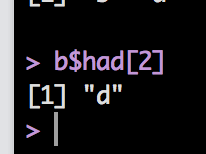 > b$had[2]
[1] "d"
>